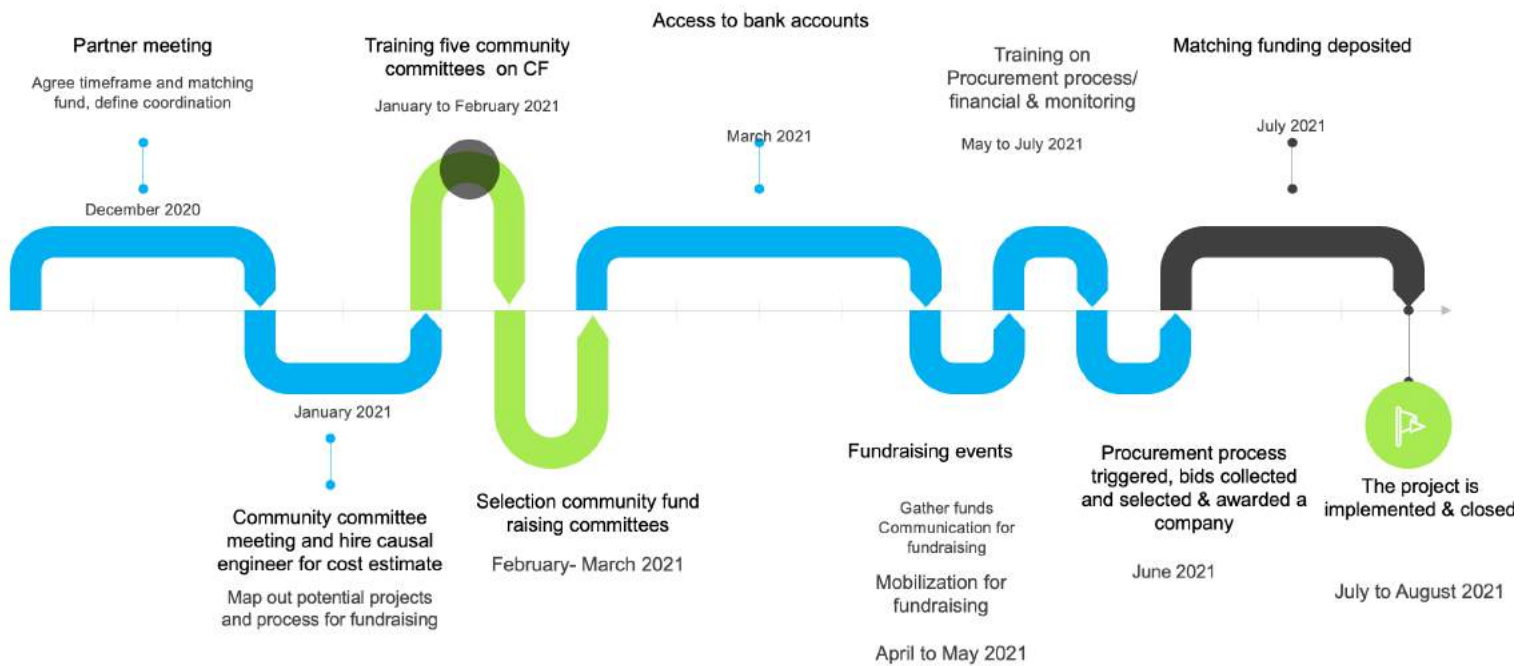 Partner meeting
Agree timeframe and matching
fund, define coordination
December 2020
January 2021
Community committee
meeting and hire causal
engineer for cost estimate
Map out potential projects
and process for fundraising
Training five community
committees on CF
January to February 2021
Selection community fund
raising committees
February- March 2021
Access to bank accounts
March 2021
Fundraising events
Gather funds
Communication for
fundraising
Mobilization for
fundraising
April to May 2021
Training on
Procurement process/
financial & monitoring
May to July 2021
Procurement process
triggered, bids collected
and selected & awarded a
company
June 2021
Matching funding deposited
July 2021
The project is
implemented & closed
July to August 2021